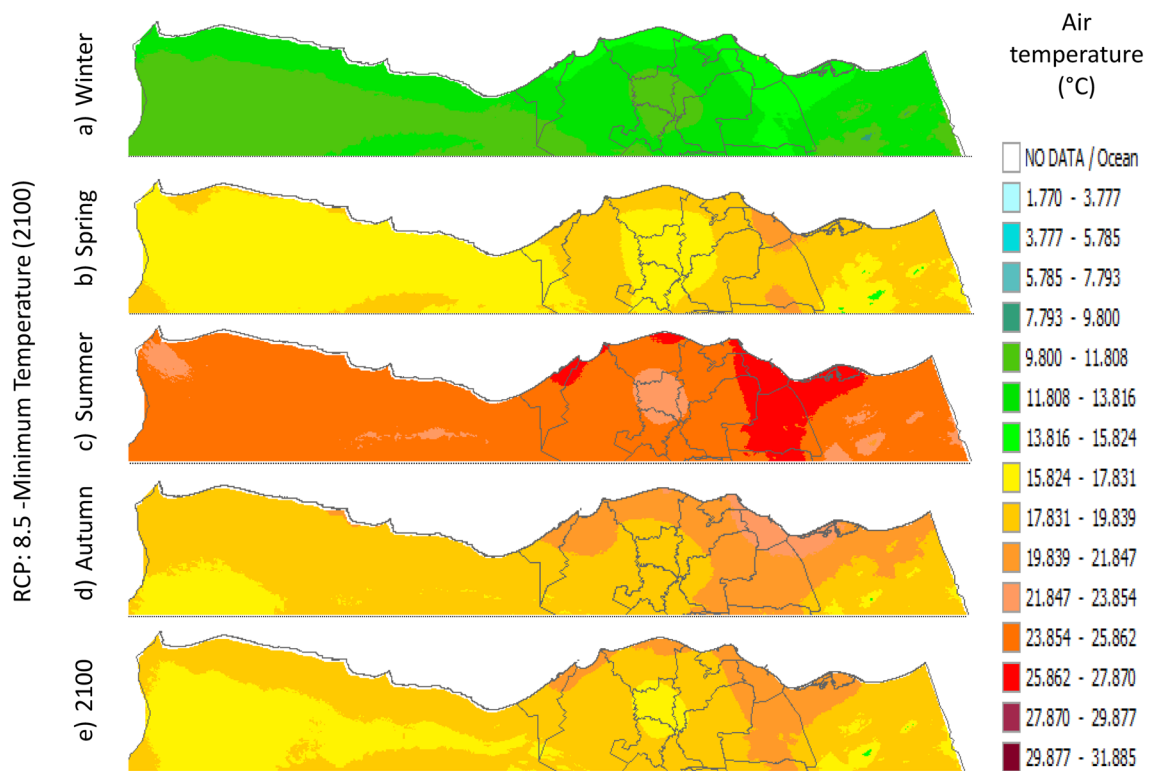 RCP: 8.5 -Minimum Temperature (2100)
a) Winter
b) Spring
c) Summer
d) Autumn
e) 2100
Air
temperature
(°C)
NO DATA / Ocean
1.770 - 3.777
3.777 - 5.785
5.785 - 7.793
7.793 - 9.800
9.800 - 11.808
11.808 - 13.816
13.816 - 15.824
15.824 - 17.831
17.831 - 19.839
19.839 - 21.847
21.847 - 23.854
23.854 - 25.862
25.862 - 27.870
27.870 - 29.877
29.877 - 31.885